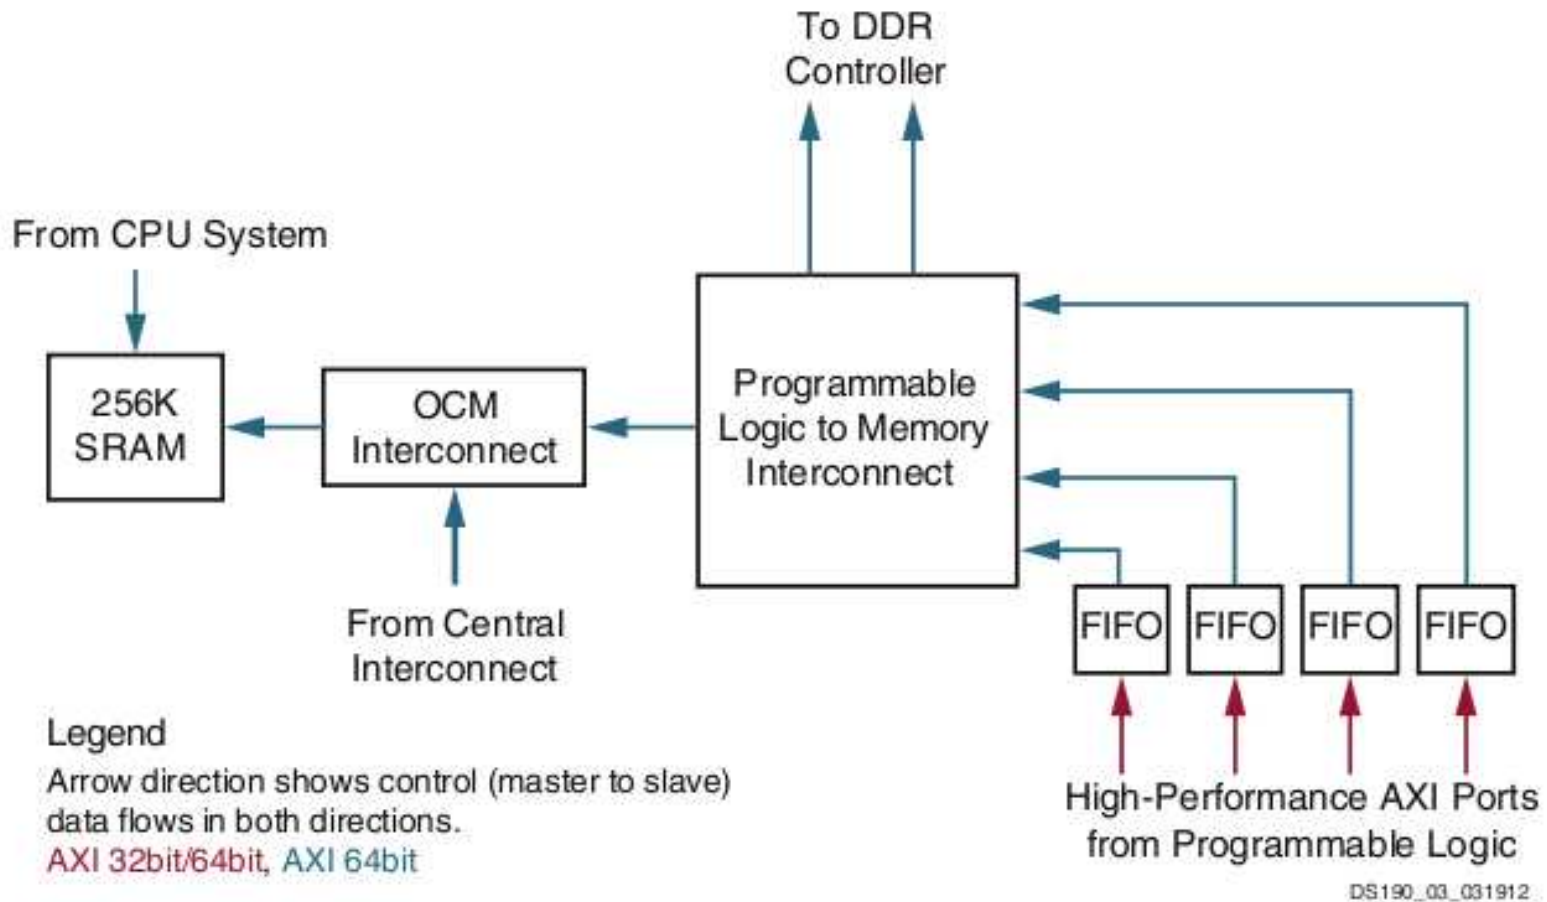 To DDR
Controller
From CPU System
256K
SRAM
OCM
Interconnect
Programmable
Logic to Memory
Interconnect
From Central
Interconnect
FIFO FIFO FIFO FIFO
High-Performance AXI Ports
from Programmable Logic
Legend
Arrow direction shows control (master to slave)
data flows in both directions.
AXI 32bit/64bit, AXI 64bit
DS190_03_031912